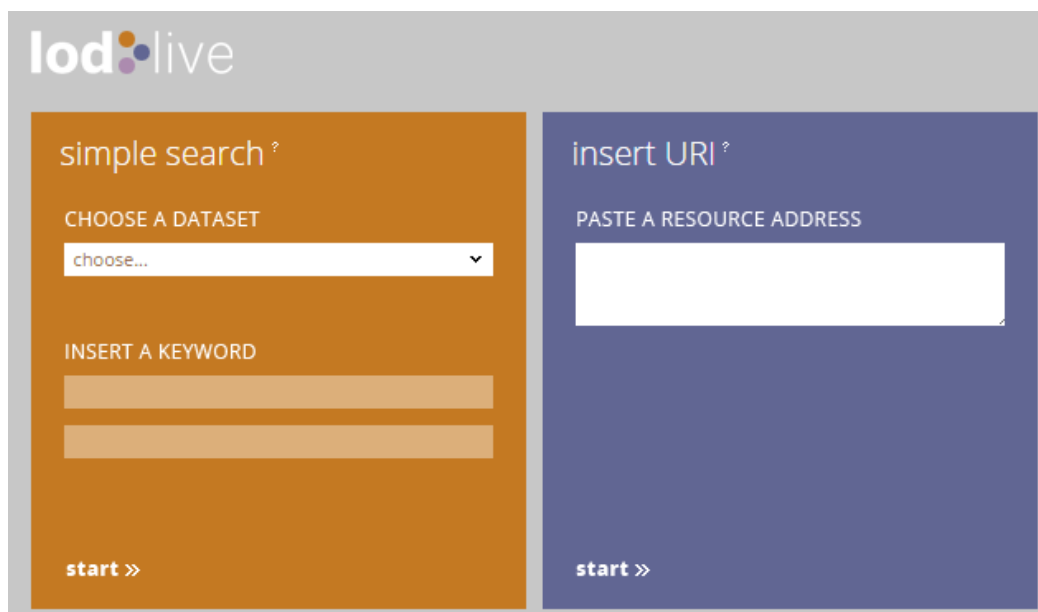 lod live
simple search ?
CHOOSE A DATASET
choose...
INSERT A KEYWORD
start »
insert URI ?
PASTE A RESOURCE ADDRESS
start »